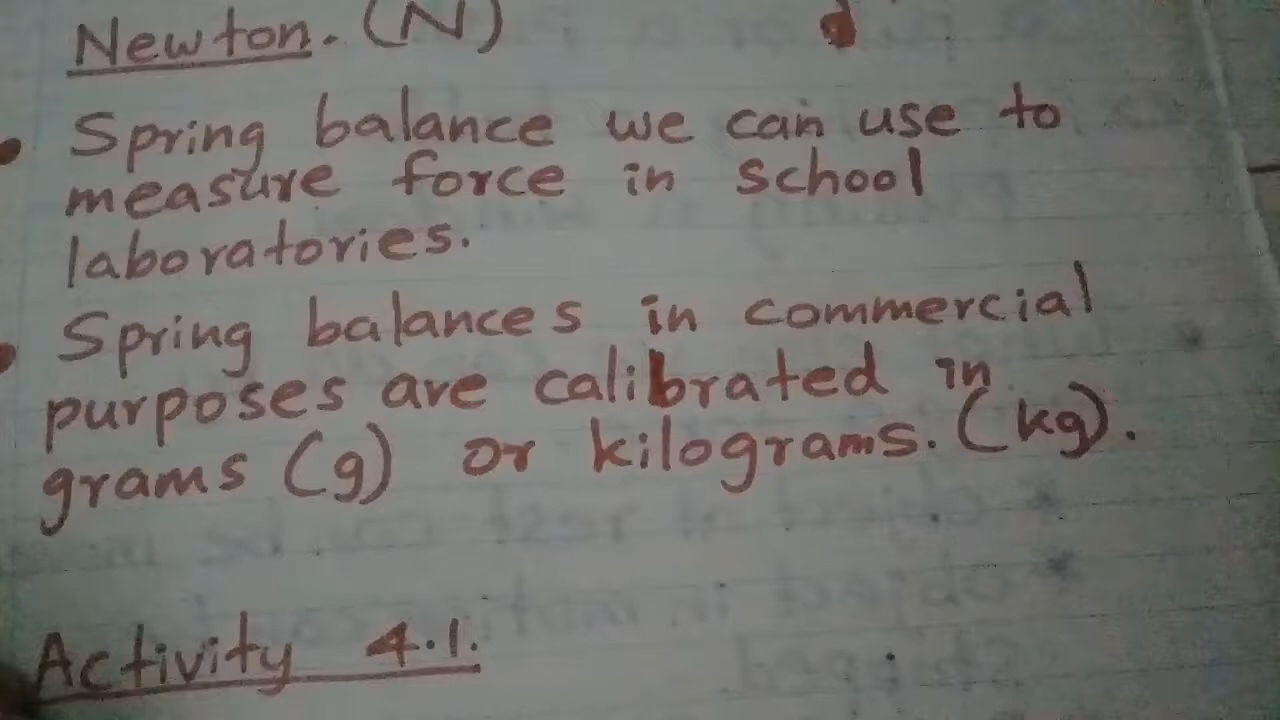 Newton. (N)
• Spring balance we can use to
measure force in school
laboratories.
• Spring balances in commercial
purposes are calibrated in
grams (g) or kilograms. (kg).
Activity 4.1.